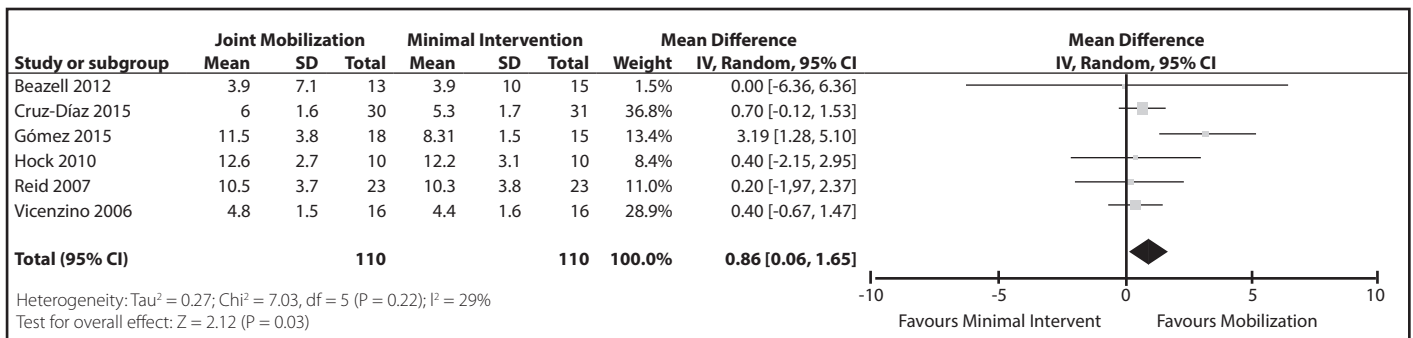 Joint Mobilization Minimal Intervention Mean Difference Mean Difference
Study or subgroup Mean SD Total Mean SD Total Weight IV, Random, 95% CI IV, Random, 95% CI
Beazell 2012 3.9 7.1 13 3.9 10 15 1.5% 0.00 [-6.36, 6.36]
Cruz-Díaz 2015 6 1.6 30 5.3 1.7 31 36.8% 0.70 [-0.12, 1.53]
Gómez 2015 11.5 3.8 18 8.31 1.5 15 13.4% 3.19 [1.28, 5.10]
Hock 2010 12.6 2.7 10 12.2 3.1 10 8.4% 0.40 [-2.15, 2.95]
Reid 2007 10.5 3.7 23 10.3 3.8 23 11.0% 0.20 [-1,97, 2.37]
Vicenzino 2006 4.8 1.5 16 4.4 1.6 16 28.9% 0.40 [-0.67, 1.47]
Total (95% CI) 110 110 100.0% 0.86 [0.06, 1.65]
Heterogeneity: Tau² = 0.27; Chi² = 7.03, df = 5 (P = 0.22); I² = 29%
Test for overall effect: Z = 2.12 (P = 0.03)
-10 -5 0 5 10
Favours Minimal Intervent Favours Mobilization